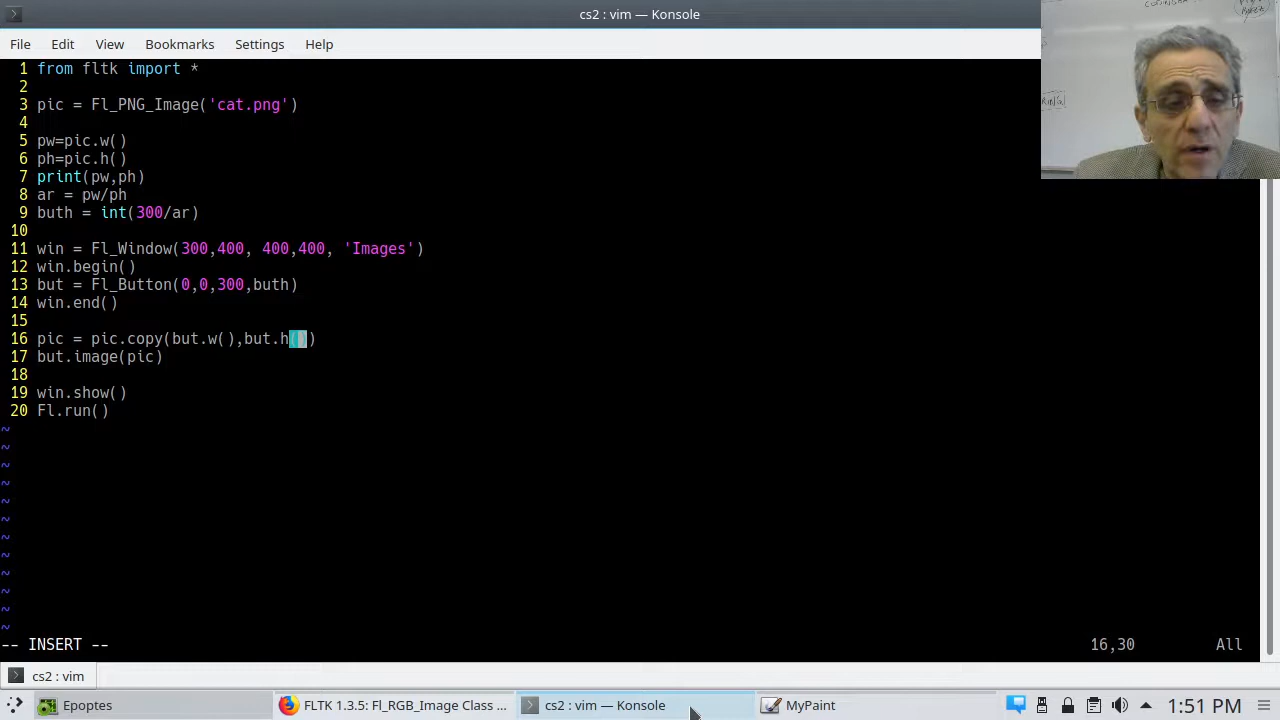 cs2 : vim — Konsole
File Edit View Bookmarks Settings Help
1 from fltk import *
2
3 pic = Fl_PNG_Image('cat.png')
4
5 pw=pic.w()
6 ph=pic.h()
7 print(pw,ph)
8 ar = pw/ph
9 buth = int(300/ar)
10
11 win = Fl_Window(300,400, 400,400, 'Images')
12 win.begin()
13 but = Fl_Button(0,0,300,buth)
14 win.end()
15
16 pic = pic.copy(but.w(),but.h())
17 but.image(pic)
18
19 win.show()
20 Fl.run()
~
~
~
~
~
~
~
~
~
~
~
~
-- INSERT -- 16,30 All
cs2 : vim
Epoptes FLTK 1.3.5: Fl_RGB_Image Class ... cs2 : vim — Konsole MyPaint 1:51 PM